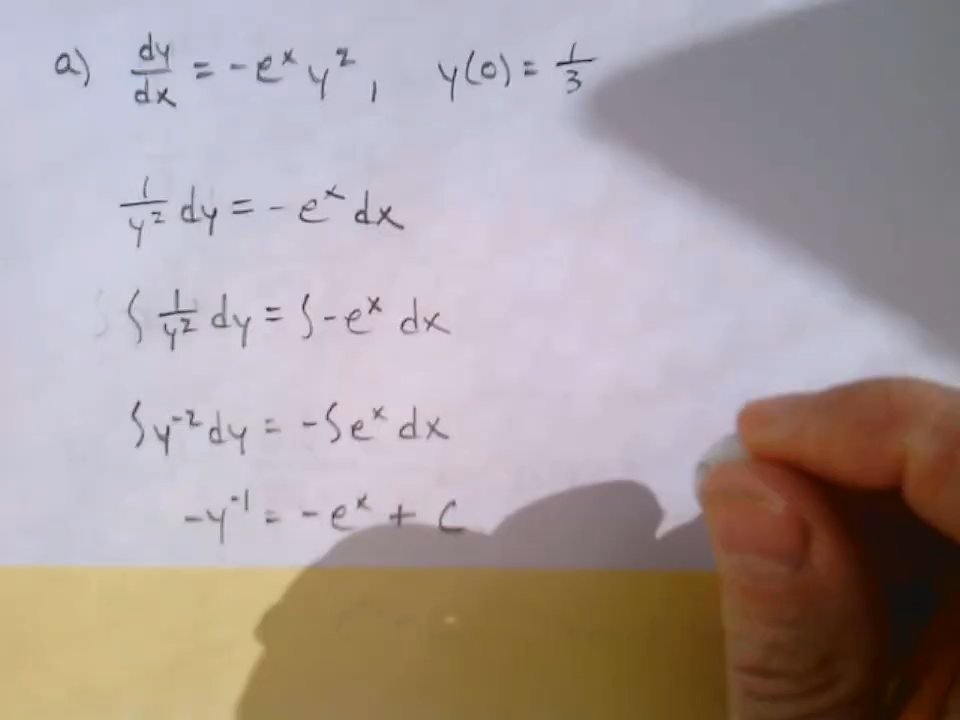 a) dy/dx = -e^x y^2, y(0) = 1/3
1/y^2 dy = -e^x dx
∫ 1/y^2 dy = ∫ -e^x dx
∫ y^-2 dy = -∫ e^x dx
-y^-1 = -e^x + C